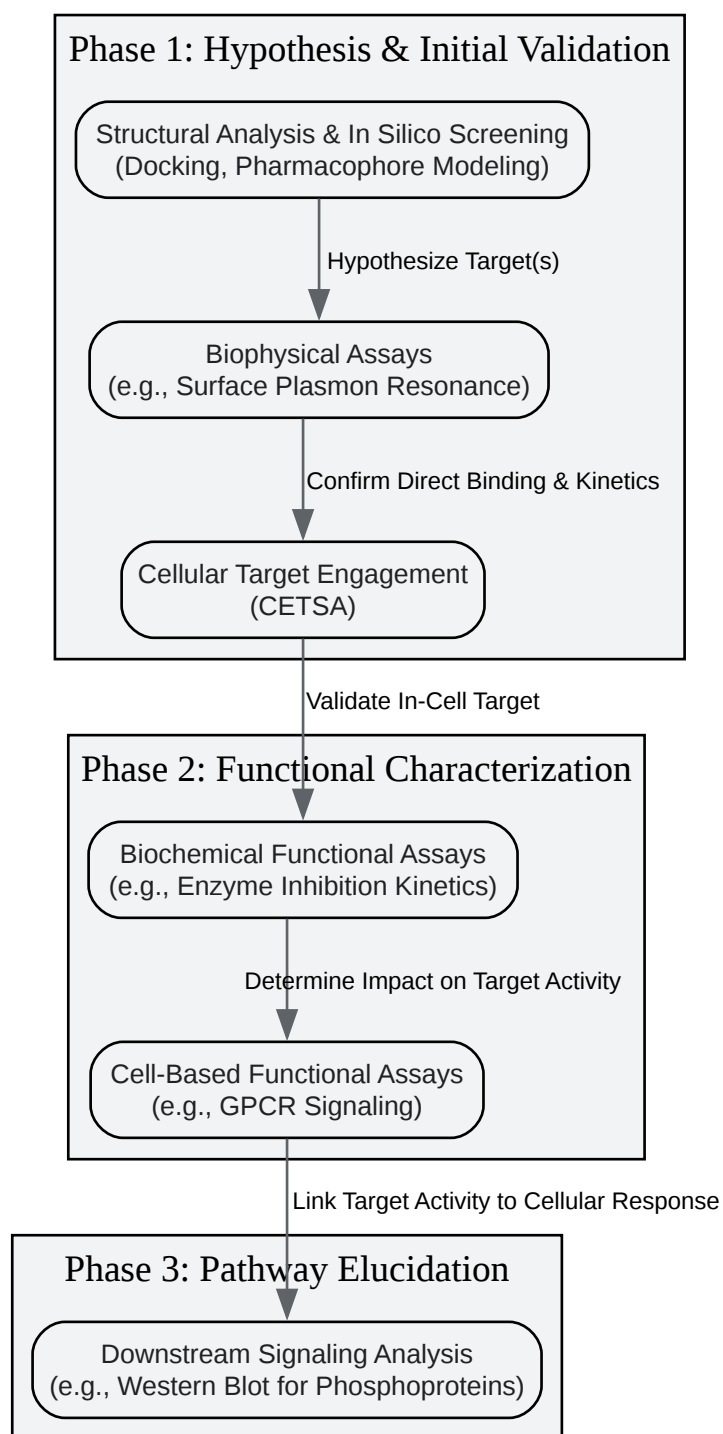 Phase 1: Hypothesis & Initial Validation
Structural Analysis & In Silico Screening
(Docking, Pharmacophore Modeling)
Hypothesize Target(s)
Biophysical Assays
(e.g., Surface Plasmon Resonance)
Confirm Direct Binding & Kinetics
Cellular Target Engagement
(CETSA)
Validate In-Cell Target
Phase 2: Functional Characterization
Biochemical Functional Assays
(e.g., Enzyme Inhibition Kinetics)
Determine Impact on Target Activity
Cell-Based Functional Assays
(e.g., GPCR Signaling)
Link Target Activity to Cellular Response
Phase 3: Pathway Elucidation
Downstream Signaling Analysis
(e.g., Western Blot for Phosphoproteins)